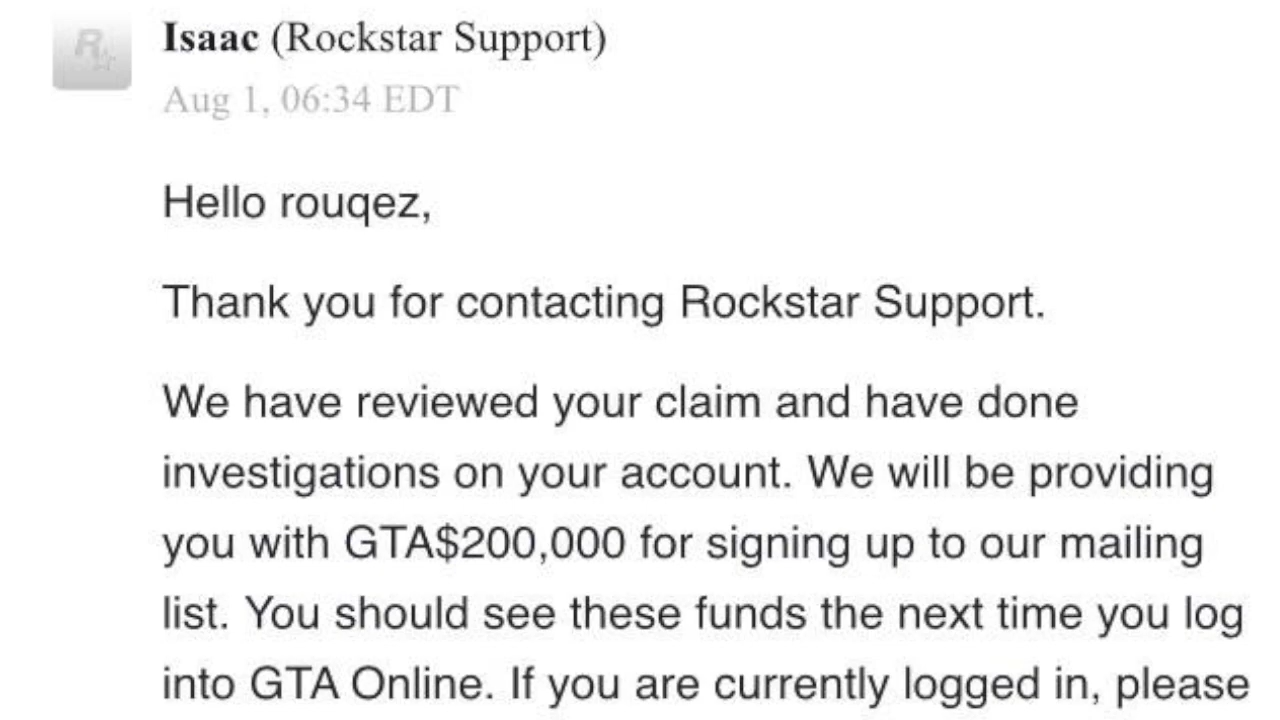 R
Isaac (Rockstar Support)
Aug 1, 06:34 EDT
Hello rouqez,
Thank you for contacting Rockstar Support.
We have reviewed your claim and have done
investigations on your account. We will be providing
you with GTA$200,000 for signing up to our mailing
list. You should see these funds the next time you log
into GTA Online. If you are currently logged in, please